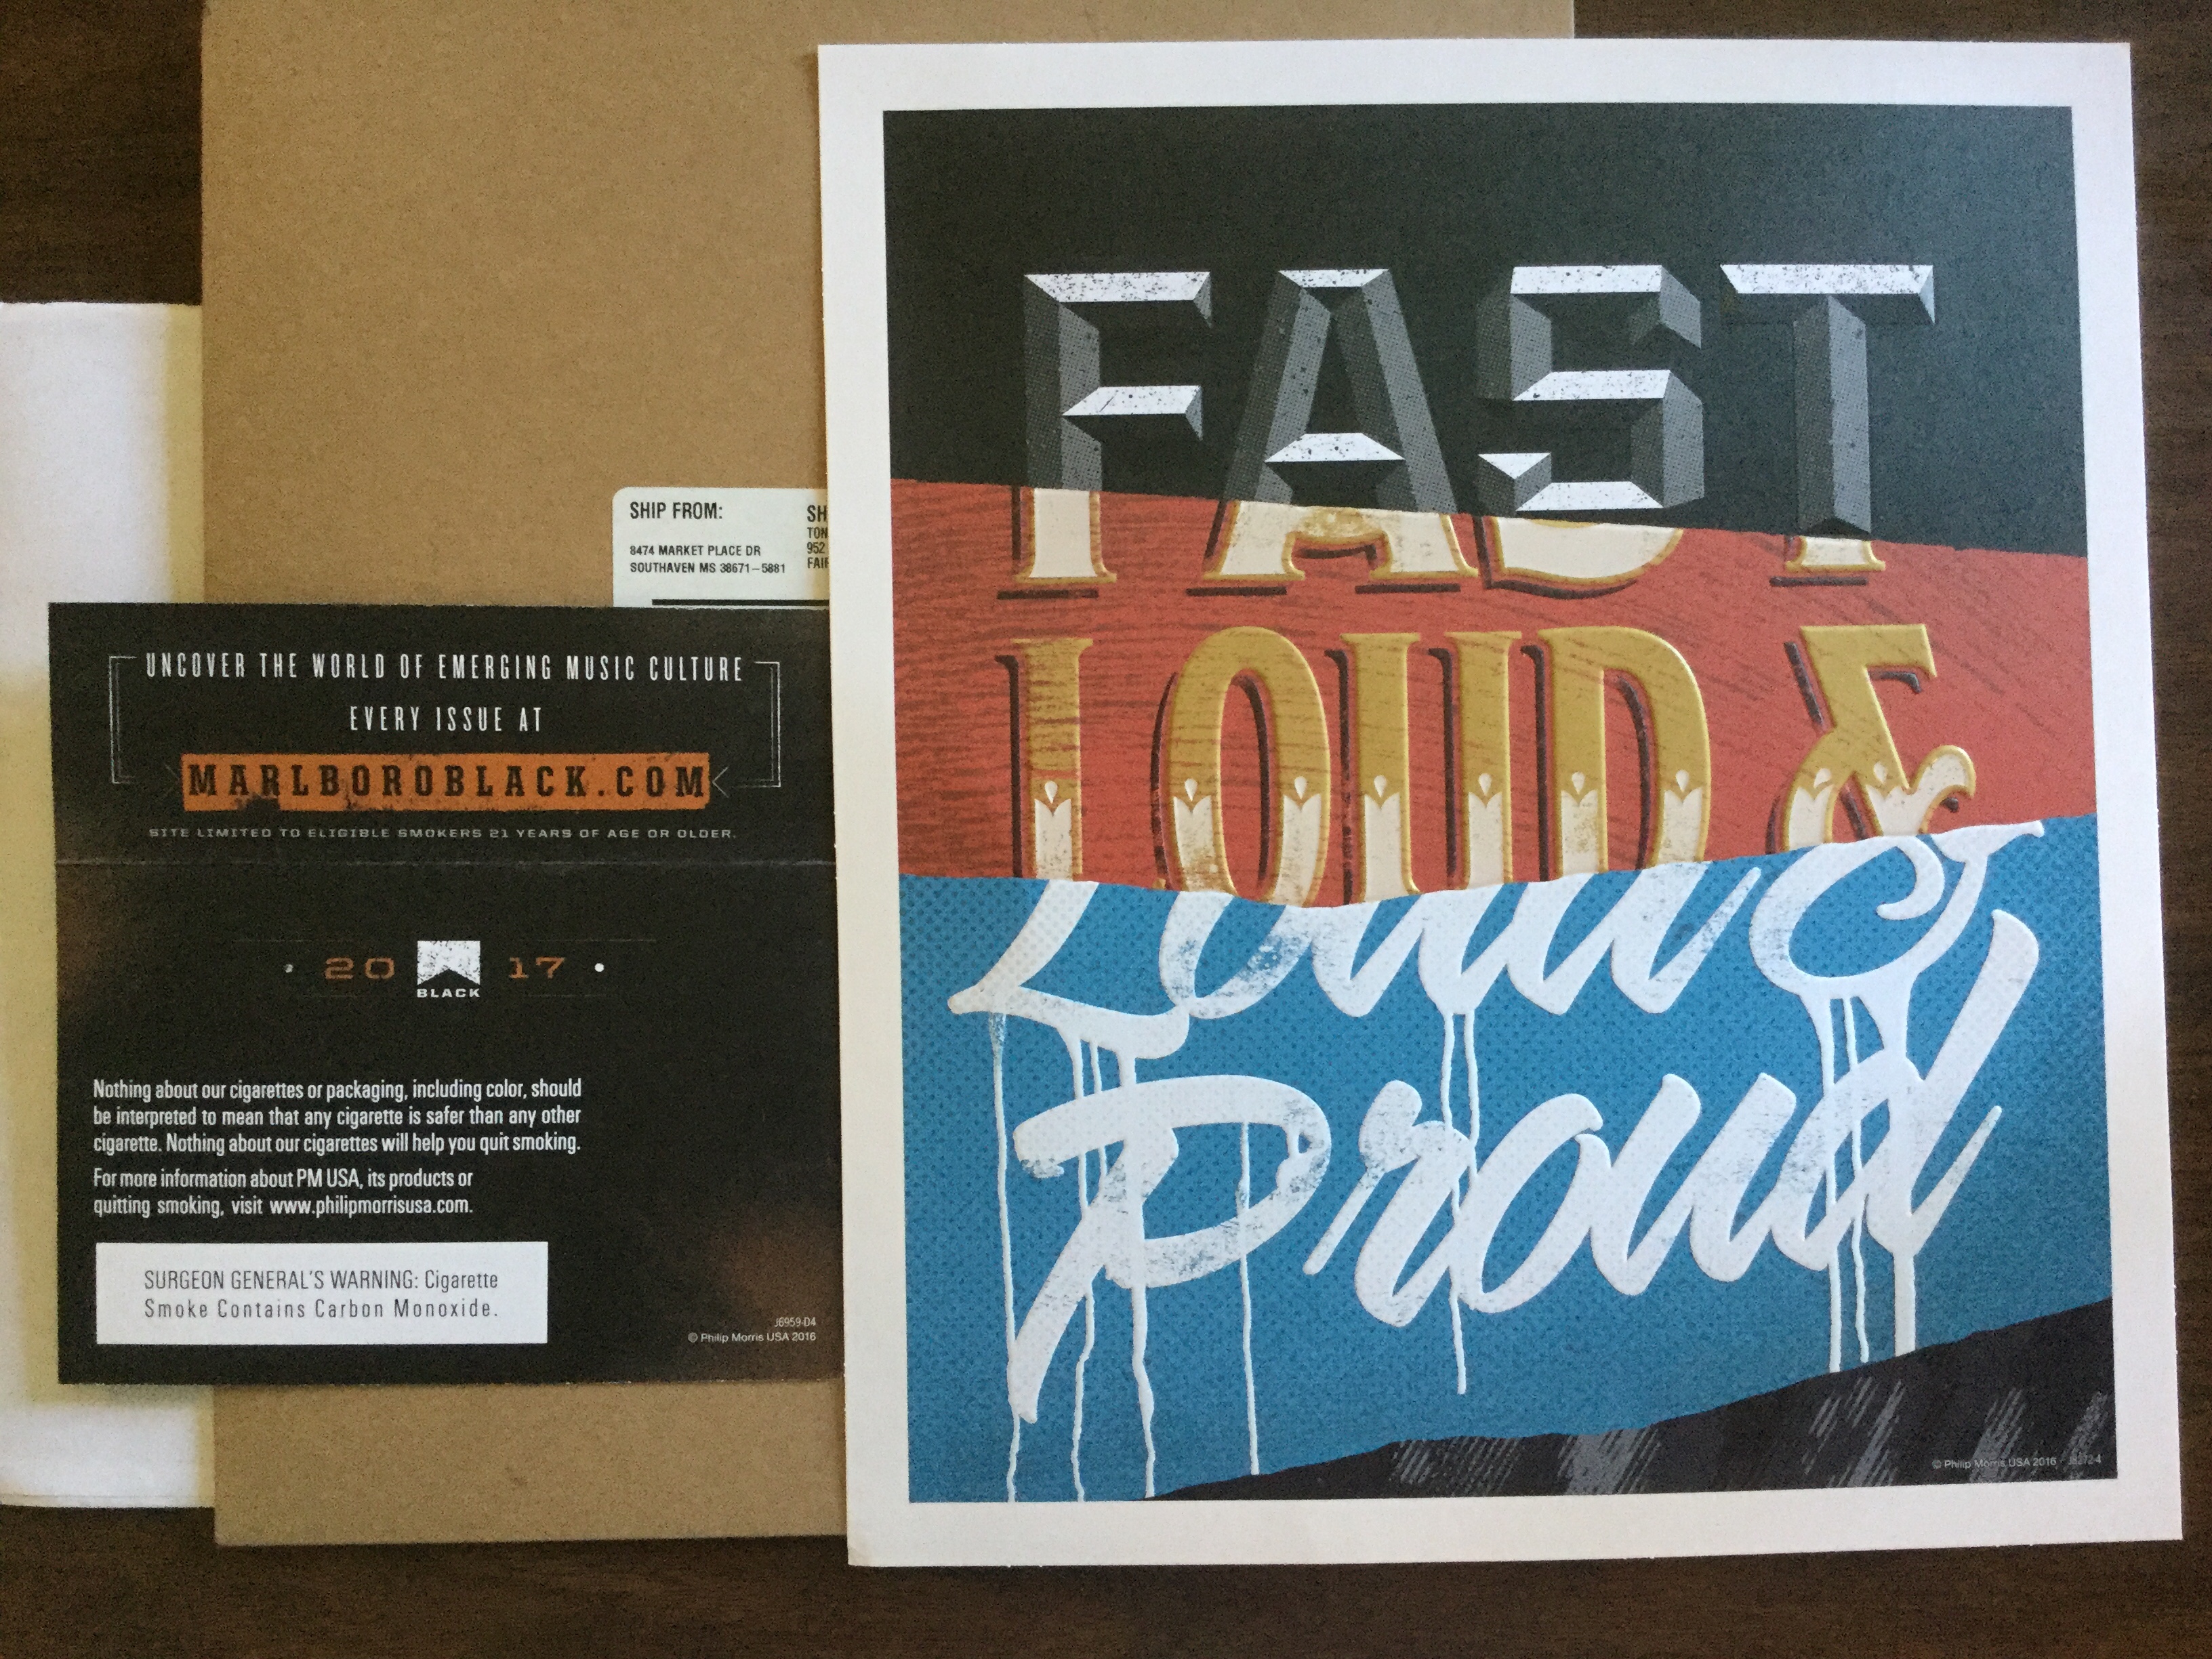 SHIP FROM:
8474 MARKET PLACE DR
SOUTHAVEN MS 38671-5881
SH
TON
952
FAIR
UNCOVER THE WORLD OF EMERGING MUSIC CULTURE
EVERY ISSUE AT
MARLBOROBLACK.COM
SITE LIMITED TO ELIGIBLE SMOKERS 21 YEARS OF AGE OR OLDER.
20 17
BLACK
Nothing about our cigarettes or packaging, including color, should
be interpreted to mean that any cigarette is safer than any other
cigarette. Nothing about our cigarettes will help you quit smoking.
For more information about PM USA, its products or
quitting smoking, visit www.philipmorrisusa.com.
SURGEON GENERAL'S WARNING: Cigarette
Smoke Contains Carbon Monoxide.
J6959-D4
© Philip Morris USA 2016
FAST
LOUD &
Proud
© Philip Morris USA 2016